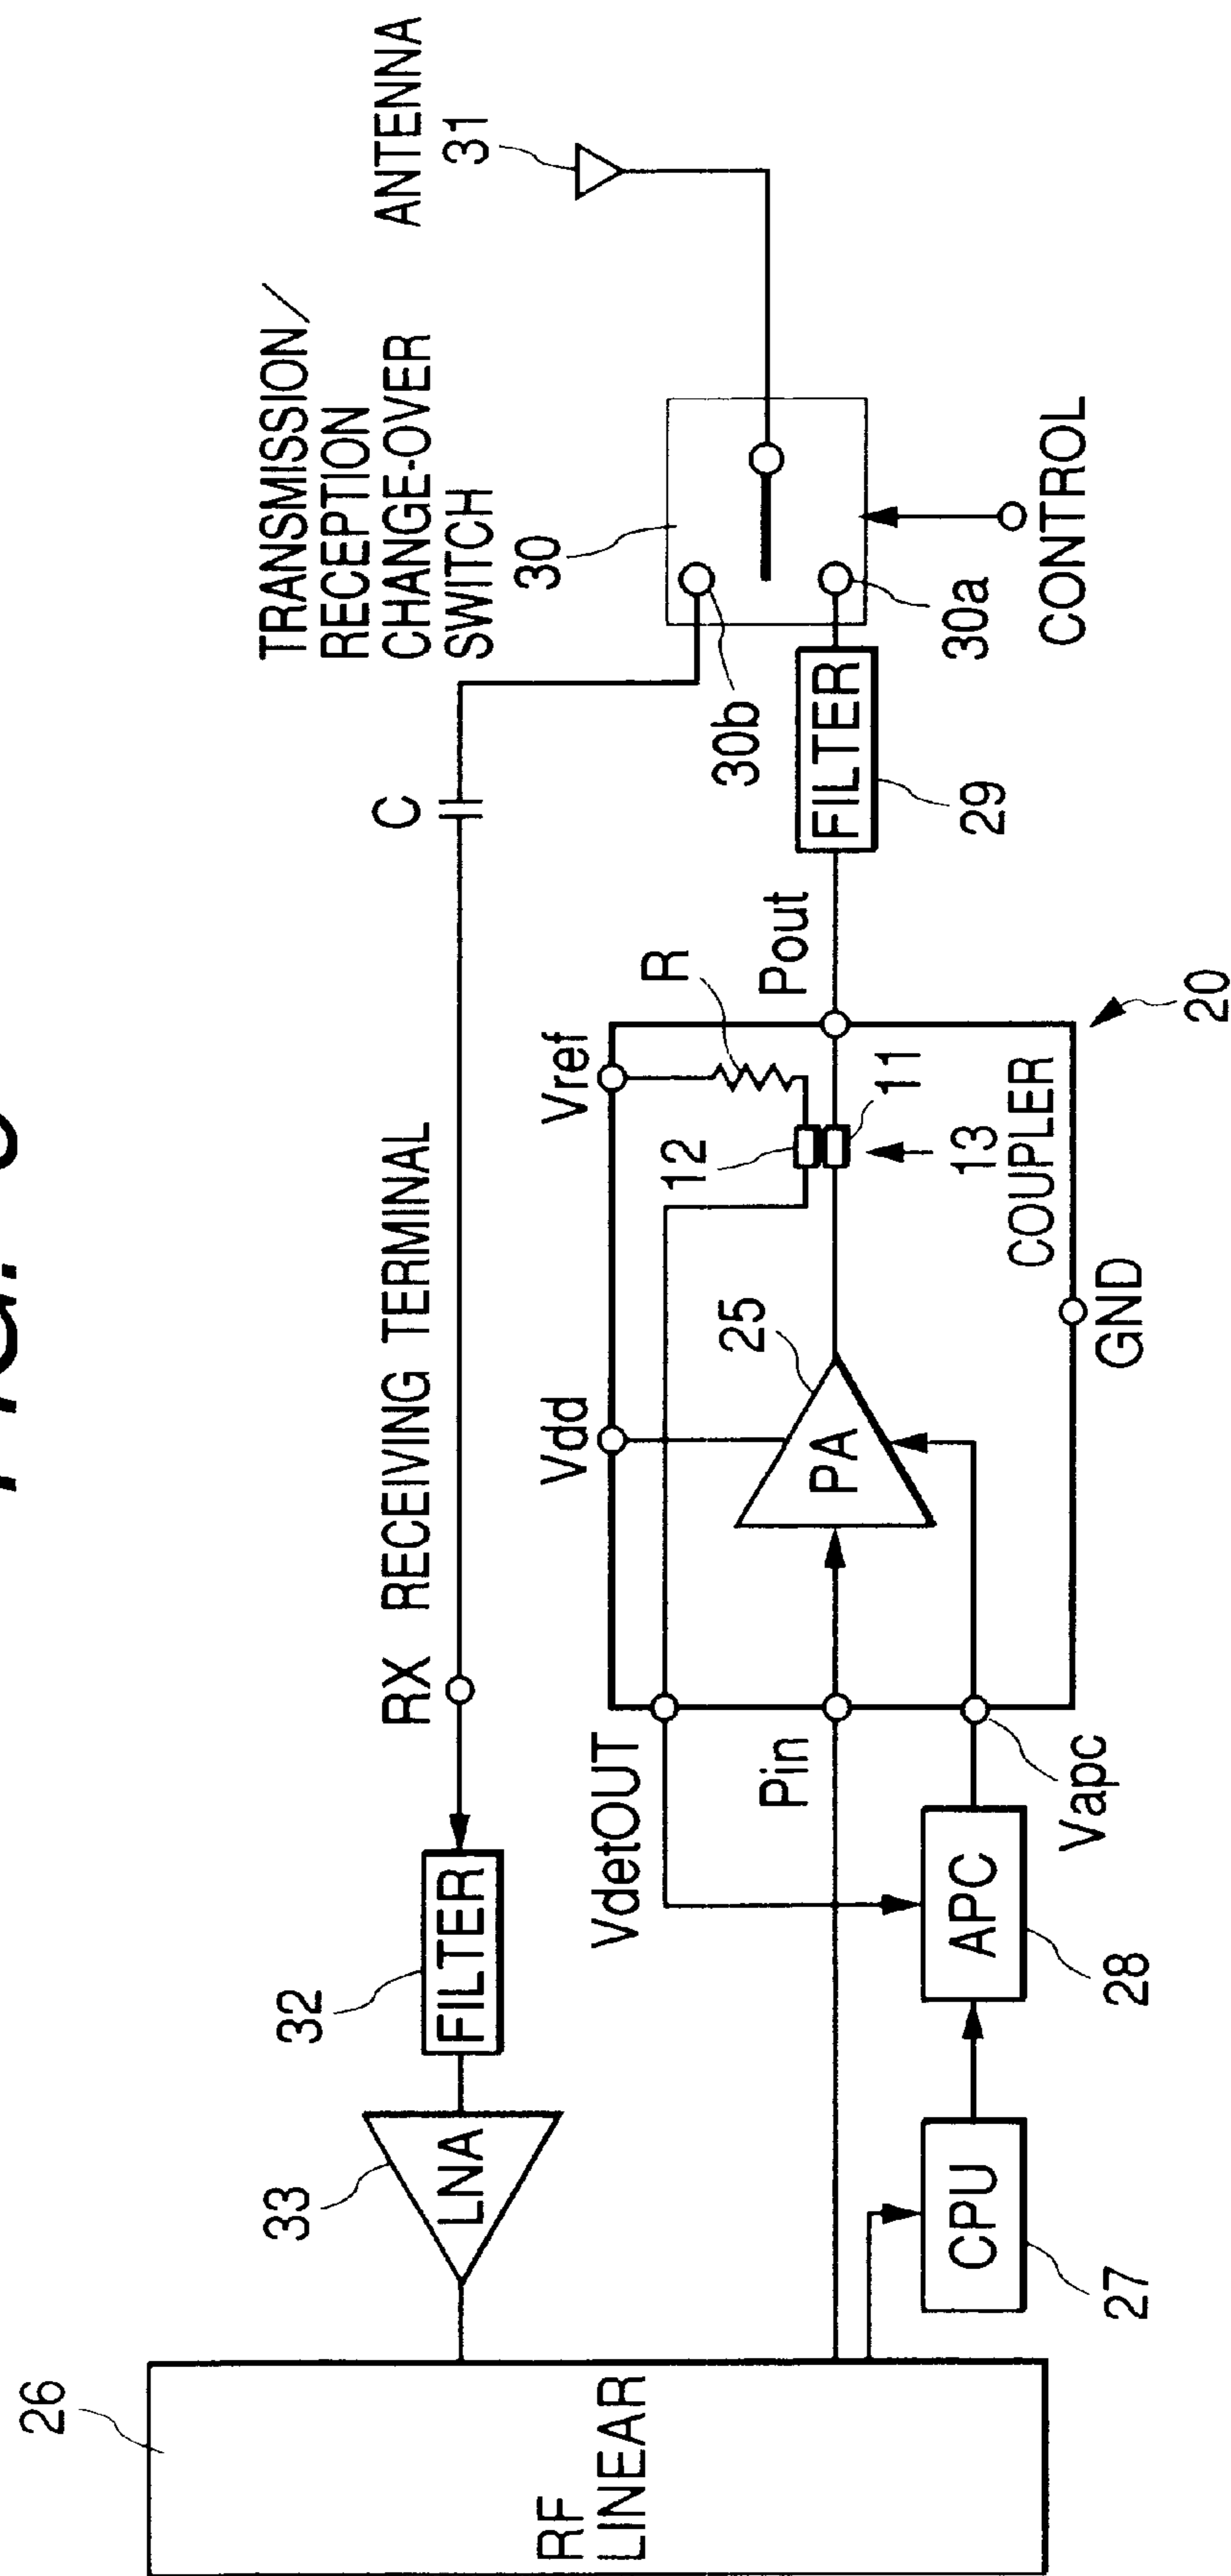 26
RF
LINEAR
33
LNA
32
FILTER
RX RECEIVING TERMINAL
C
TRANSMISSION/
RECEPTION
CHANGE-OVER
SWITCH
30
ANTENNA
31
30b
30a
CONTROL
FILTER
29
Pout
VdetOUT
Pin
Vapc
Vdd
Vref
R
25
PA
12
11
13
COUPLER
GND
20
CPU
27
APC
28